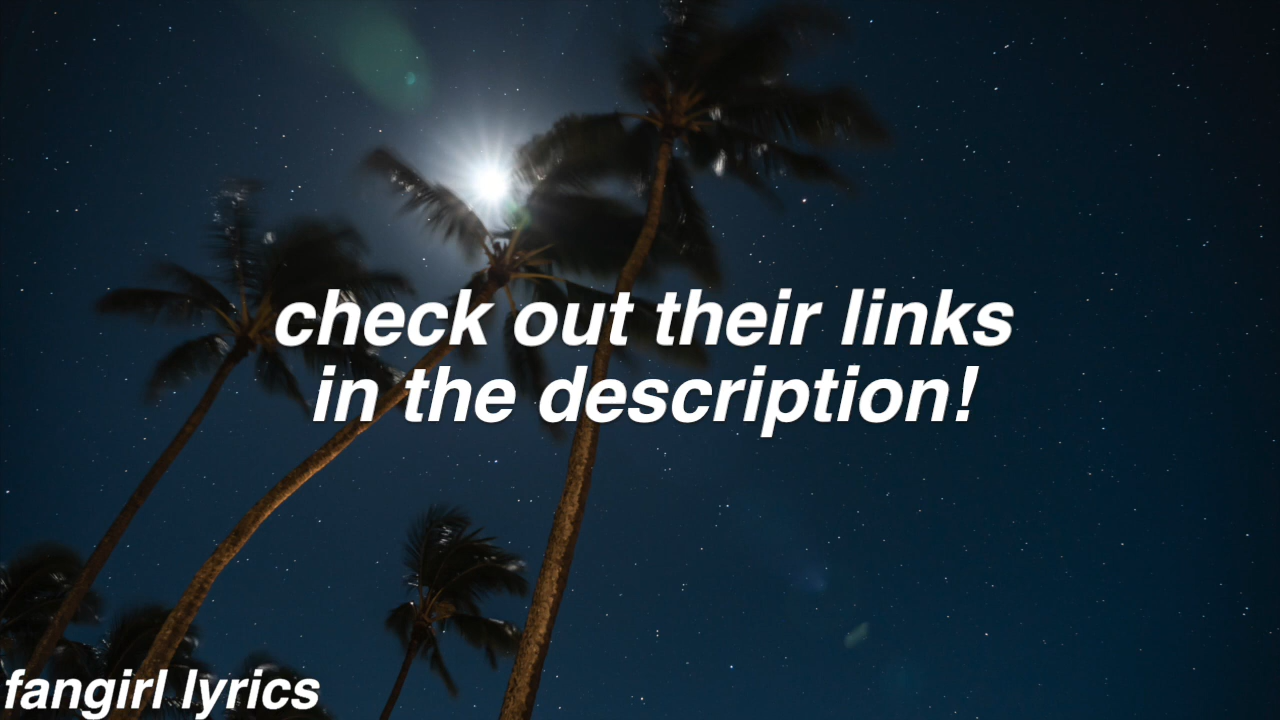 check out their links
in the description!
fangirl lyrics